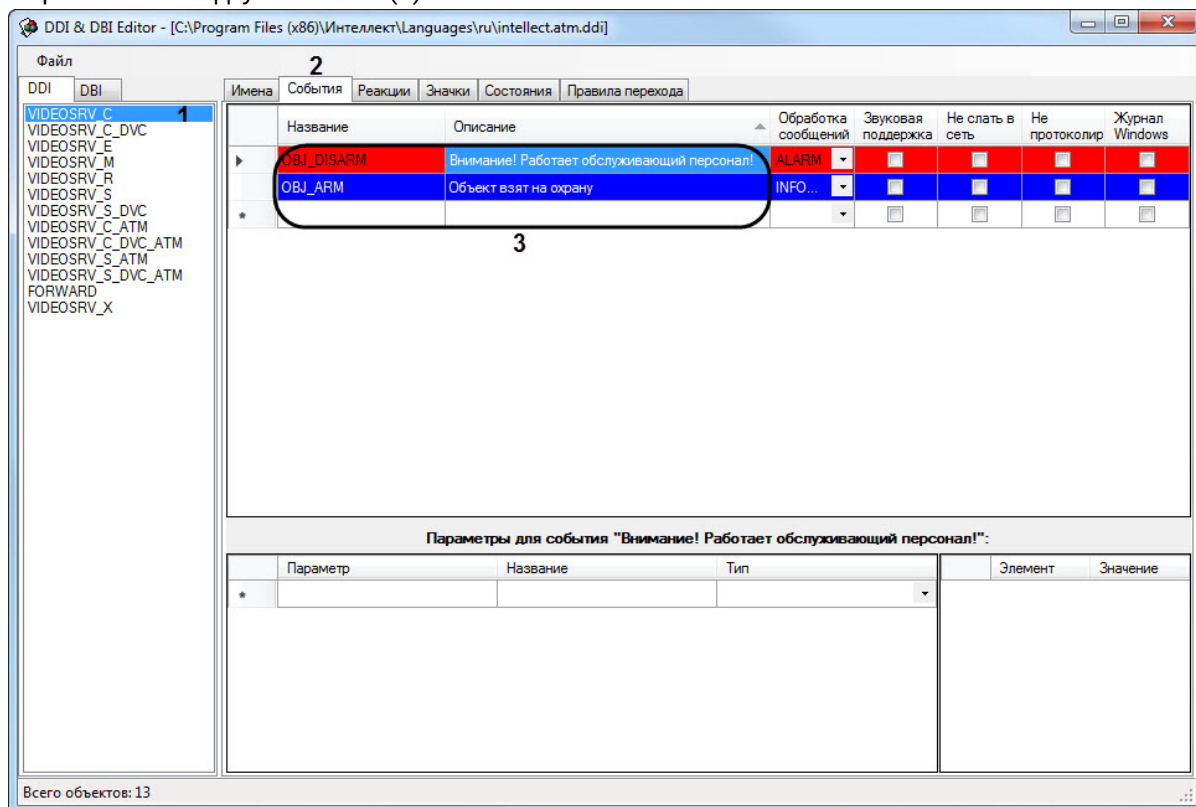 DDI & DBI Editor - [C:\Program Files (x86)\Интеллект\Languages\ru\intellect.atm.ddi]
Файл
2
DDI DBI
Имена События Реакции Значки Состояния Правила перехода
VIDEOSRV_C 1
VIDEOSRV_C_DVC
VIDEOSRV_E
VIDEOSRV_M
VIDEOSRV_R
VIDEOSRV_S
VIDEOSRV_S_DVC
VIDEOSRV_C_ATM
VIDEOSRV_C_DVC_ATM
VIDEOSRV_S_ATM
VIDEOSRV_S_DVC_ATM
FORWARD
VIDEOSRV_X
Название Описание Обработка сообщений Звуковая поддержка Не слать в сеть Не протоколир Журнал Windows
OBJ_DISARM Внимание! Работает обслуживающий персонал! ALARM
OBJ_ARM Объект взят на охрану INFO...
3
Параметры для события "Внимание! Работает обслуживающий персонал!":
Параметр Название Тип Элемент Значение
Всего объектов: 13